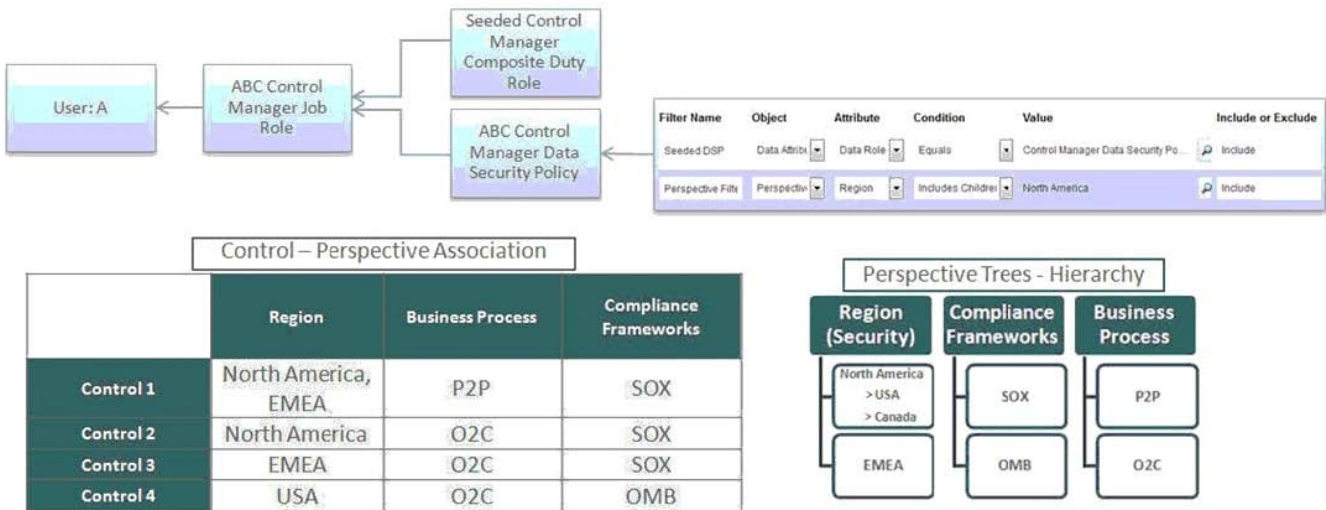 Seeded Control
Manager
Composite Duty
Role
User: A
ABC Control
Manager Job
Role
ABC Control
Manager Data
Security Policy
Filter Name Object Attribute Condition Value Include or Exclude
Seeded DSP Data Attribu Data Role Equals Control Manager Data Security Po... Include
Perspective Filte Perspectiv Region Includes Childre North America Include
Control – Perspective Association
Region Business Process Compliance Frameworks
Control 1 North America, EMEA P2P SOX
Control 2 North America O2C SOX
Control 3 EMEA O2C SOX
Control 4 USA O2C OMB
Perspective Trees - Hierarchy
Region (Security) Compliance Frameworks Business Process
North America
> USA
> Canada
SOX
P2P
EMEA
OMB
O2C